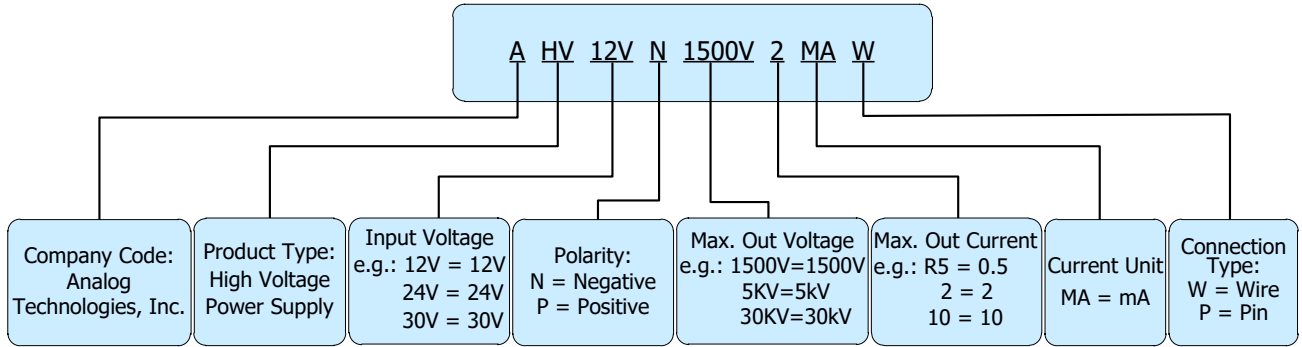 A HV 12V N 1500V 2 MA W
Company Code:
Analog
Technologies, Inc.
Product Type:
High Voltage
Power Supply
Input Voltage
e.g.: 12V = 12V
24V = 24V
30V = 30V
Polarity:
N = Negative
P = Positive
Max. Out Voltage
e.g.: 1500V=1500V
5KV=5kV
30KV=30kV
Max. Out Current
e.g.: R5 = 0.5
2 = 2
10 = 10
Current Unit
MA = mA
Connection
Type:
W = Wire
P = Pin